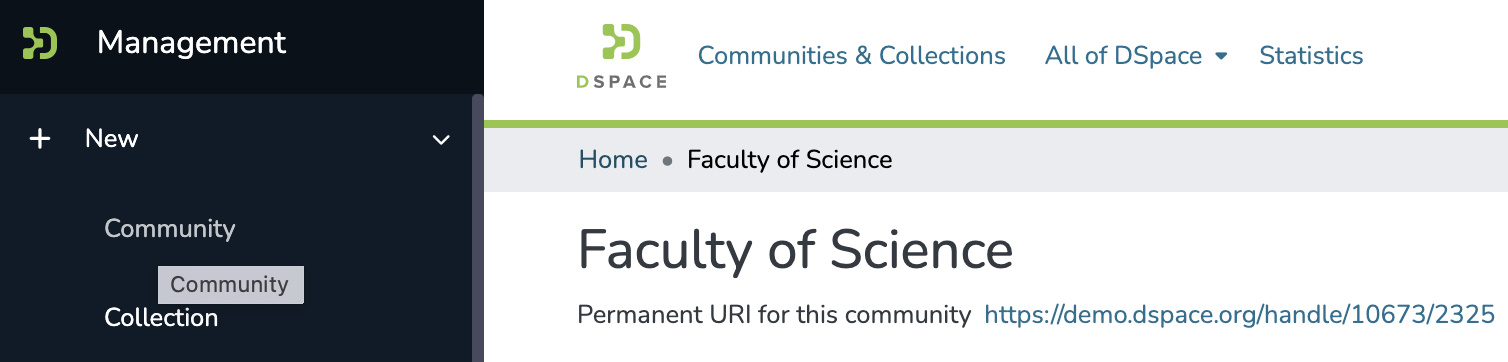 Management
New
Community
Community
Collection
DSPACE
Communities & Collections
All of DSpace
Statistics
Home • Faculty of Science
Faculty of Science
Permanent URI for this community https://demo.dspace.org/handle/10673/2325